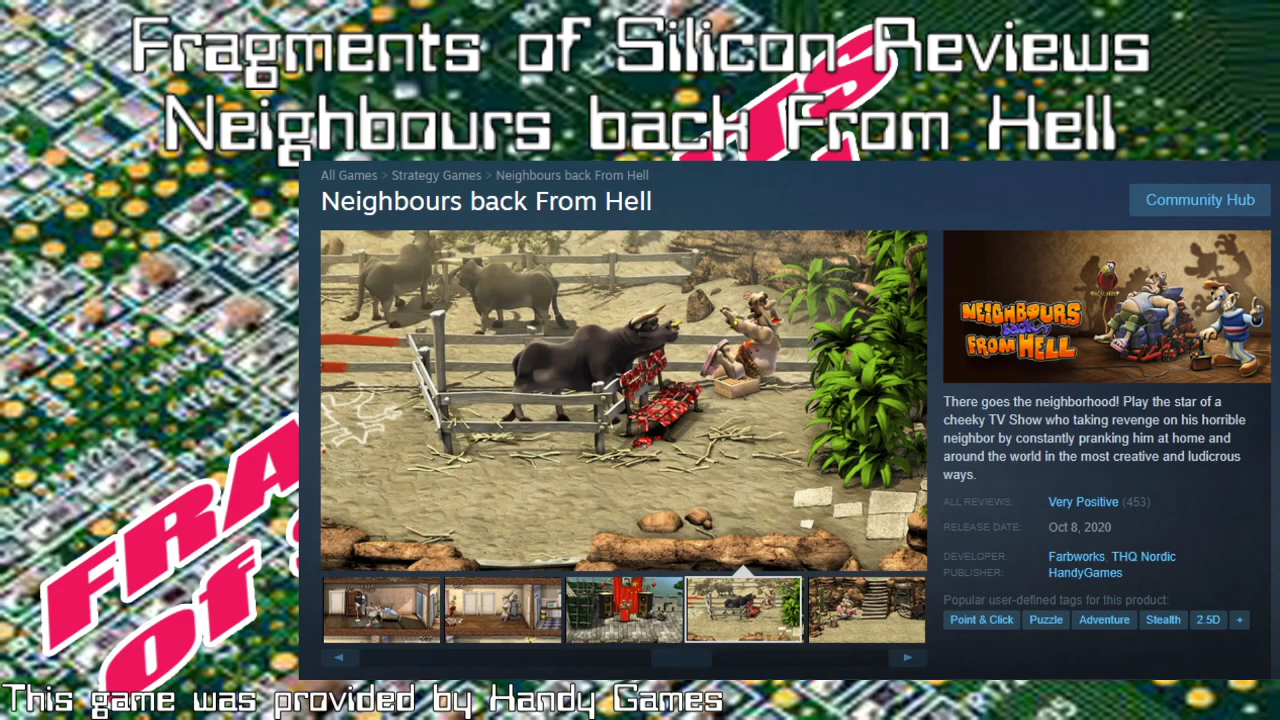 Fragments of Silicon Reviews
Neighbours back From Hell
All Games > Strategy Games > Neighbours back From Hell
Neighbours back From Hell
Community Hub
NEIGHBOURS
back
FROM HELL
There goes the neighborhood! Play the star of a
cheeky TV Show who taking revenge on his horrible
neighbor by constantly pranking him at home and
around the world in the most creative and ludicrous
ways.
ALL REVIEWS: Very Positive (453)
RELEASE DATE: Oct 8, 2020
DEVELOPER: Farbworks, THQ Nordic
PUBLISHER: HandyGames
Popular user-defined tags for this product:
Point & Click Puzzle Adventure Stealth 2.5D +
FRA
of
This game was provided by Handy Games